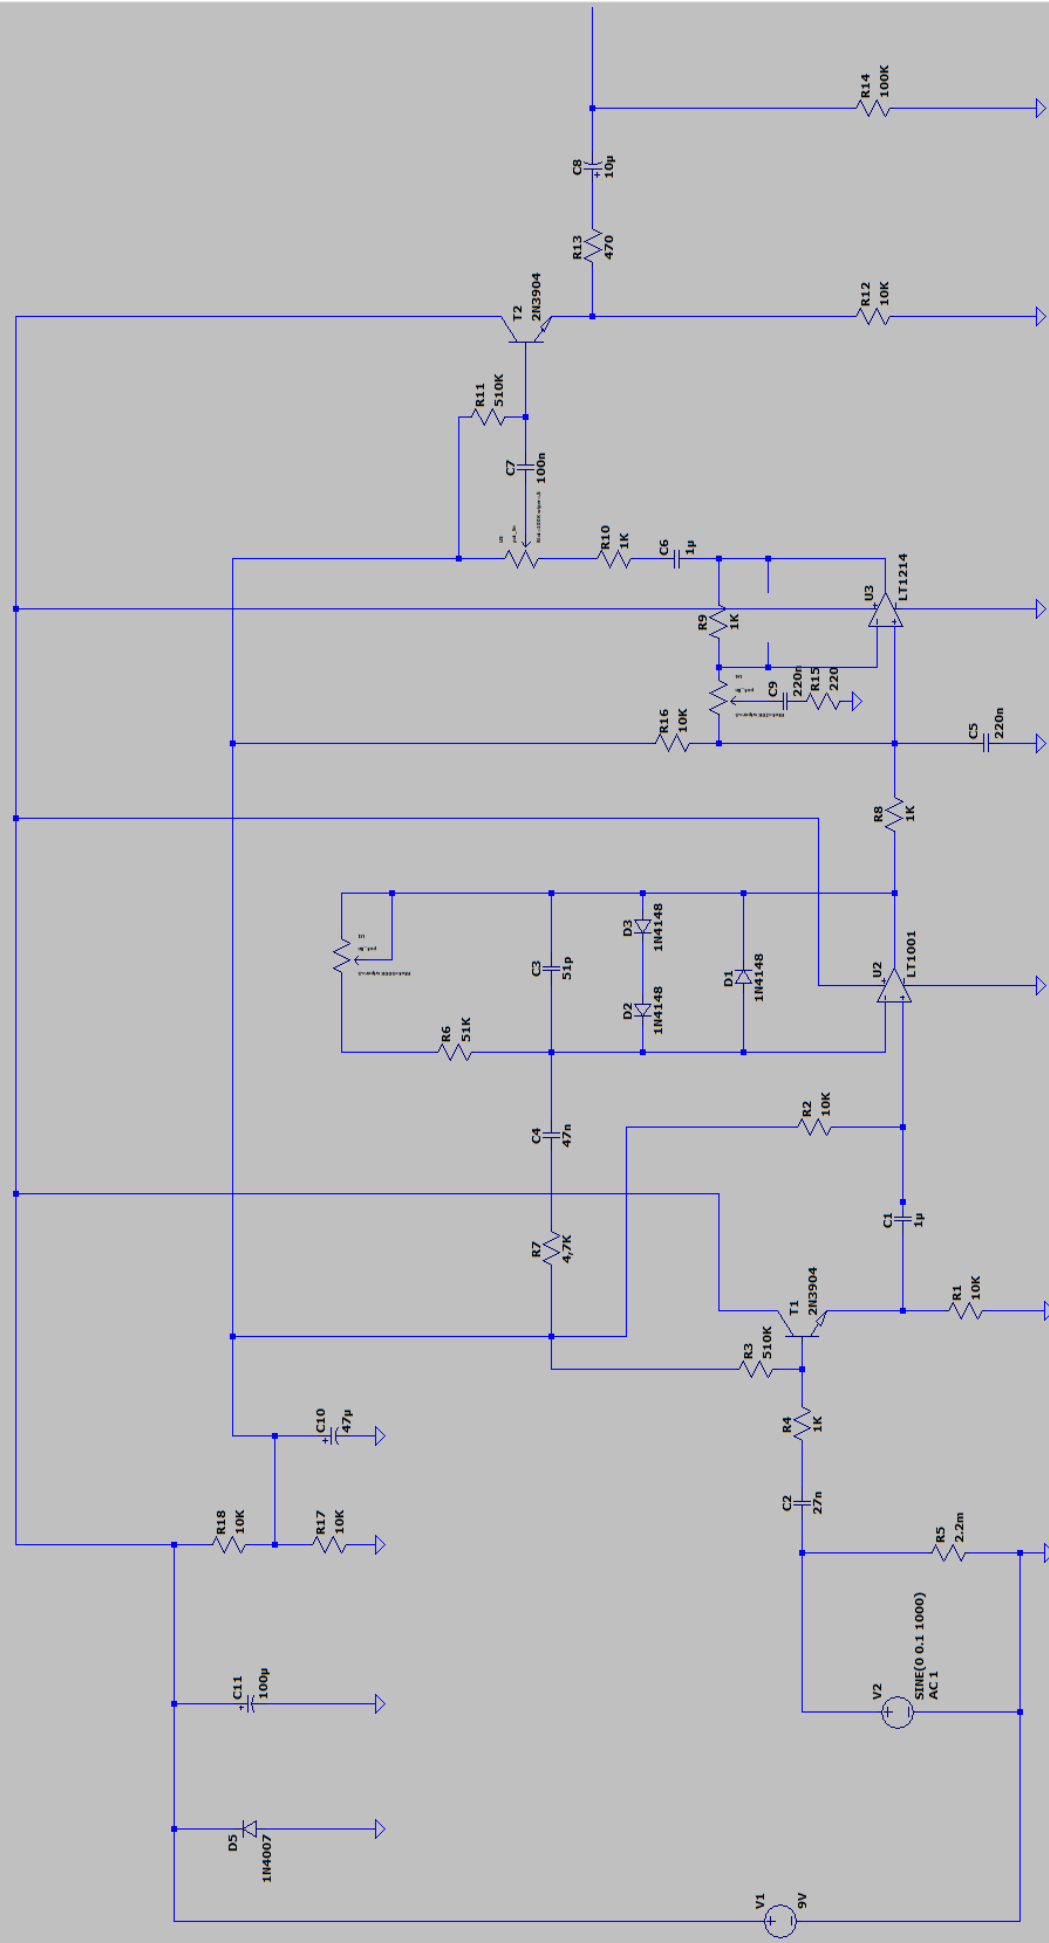 V1
9V
D5
1N4007
C11
100µ
V2
SINE(0 0.1 1000)
AC 1
R5
2.2m
R18
10K
R17
10K
C10
47µ
C2
27n
R4
1K
R3
510K
T1
2N3904
R1
10K
C1
1µ
R7
4,7K
C4
47n
R2
10K
R6
51K
C3
51p
D2
1N4148
D3
1N4148
D1
1N4148
U2
LT1001
R8
1K
C5
220n
R16
10K
C9
220n
R15
220
R9
1K
U3
LT1214
C6
1µ
R10
1K
C7
100n
R11
510K
T2
2N3904
R12
10K
R13
470
C8
10µ
R14
100K